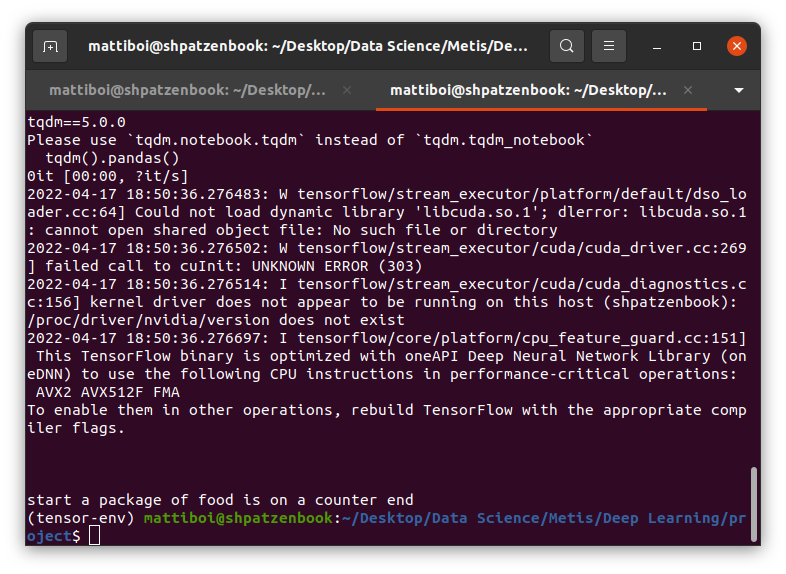 mattiboi@shpatzenbook: ~/Desktop/Data Science/Metis/De...
mattiboi@shpatzenbook: ~/Desktop/...
mattiboi@shpatzenbook: ~/Desktop/...
tqdm==5.0.0
Please use `tqdm.notebook.tqdm` instead of `tqdm.tqdm_notebook`
  tqdm().pandas()
0it [00:00, ?it/s]
2022-04-17 18:50:36.276483: W tensorflow/stream_executor/platform/default/dso_lo
ader.cc:64] Could not load dynamic library 'libcuda.so.1'; dlerror: libcuda.so.1
: cannot open shared object file: No such file or directory
2022-04-17 18:50:36.276502: W tensorflow/stream_executor/cuda/cuda_driver.cc:269
] failed call to cuInit: UNKNOWN ERROR (303)
2022-04-17 18:50:36.276514: I tensorflow/stream_executor/cuda/cuda_diagnostics.c
c:156] kernel driver does not appear to be running on this host (shpatzenbook):
/proc/driver/nvidia/version does not exist
2022-04-17 18:50:36.276697: I tensorflow/core/platform/cpu_feature_guard.cc:151]
 This TensorFlow binary is optimized with oneAPI Deep Neural Network Library (on
eDNN) to use the following CPU instructions in performance-critical operations:
 AVX2 AVX512F FMA
To enable them in other operations, rebuild TensorFlow with the appropriate comp
iler flags.
start a package of food is on a counter end
(tensor-env) mattiboi@shpatzenbook:~/Desktop/Data Science/Metis/Deep Learning/pr
oject$